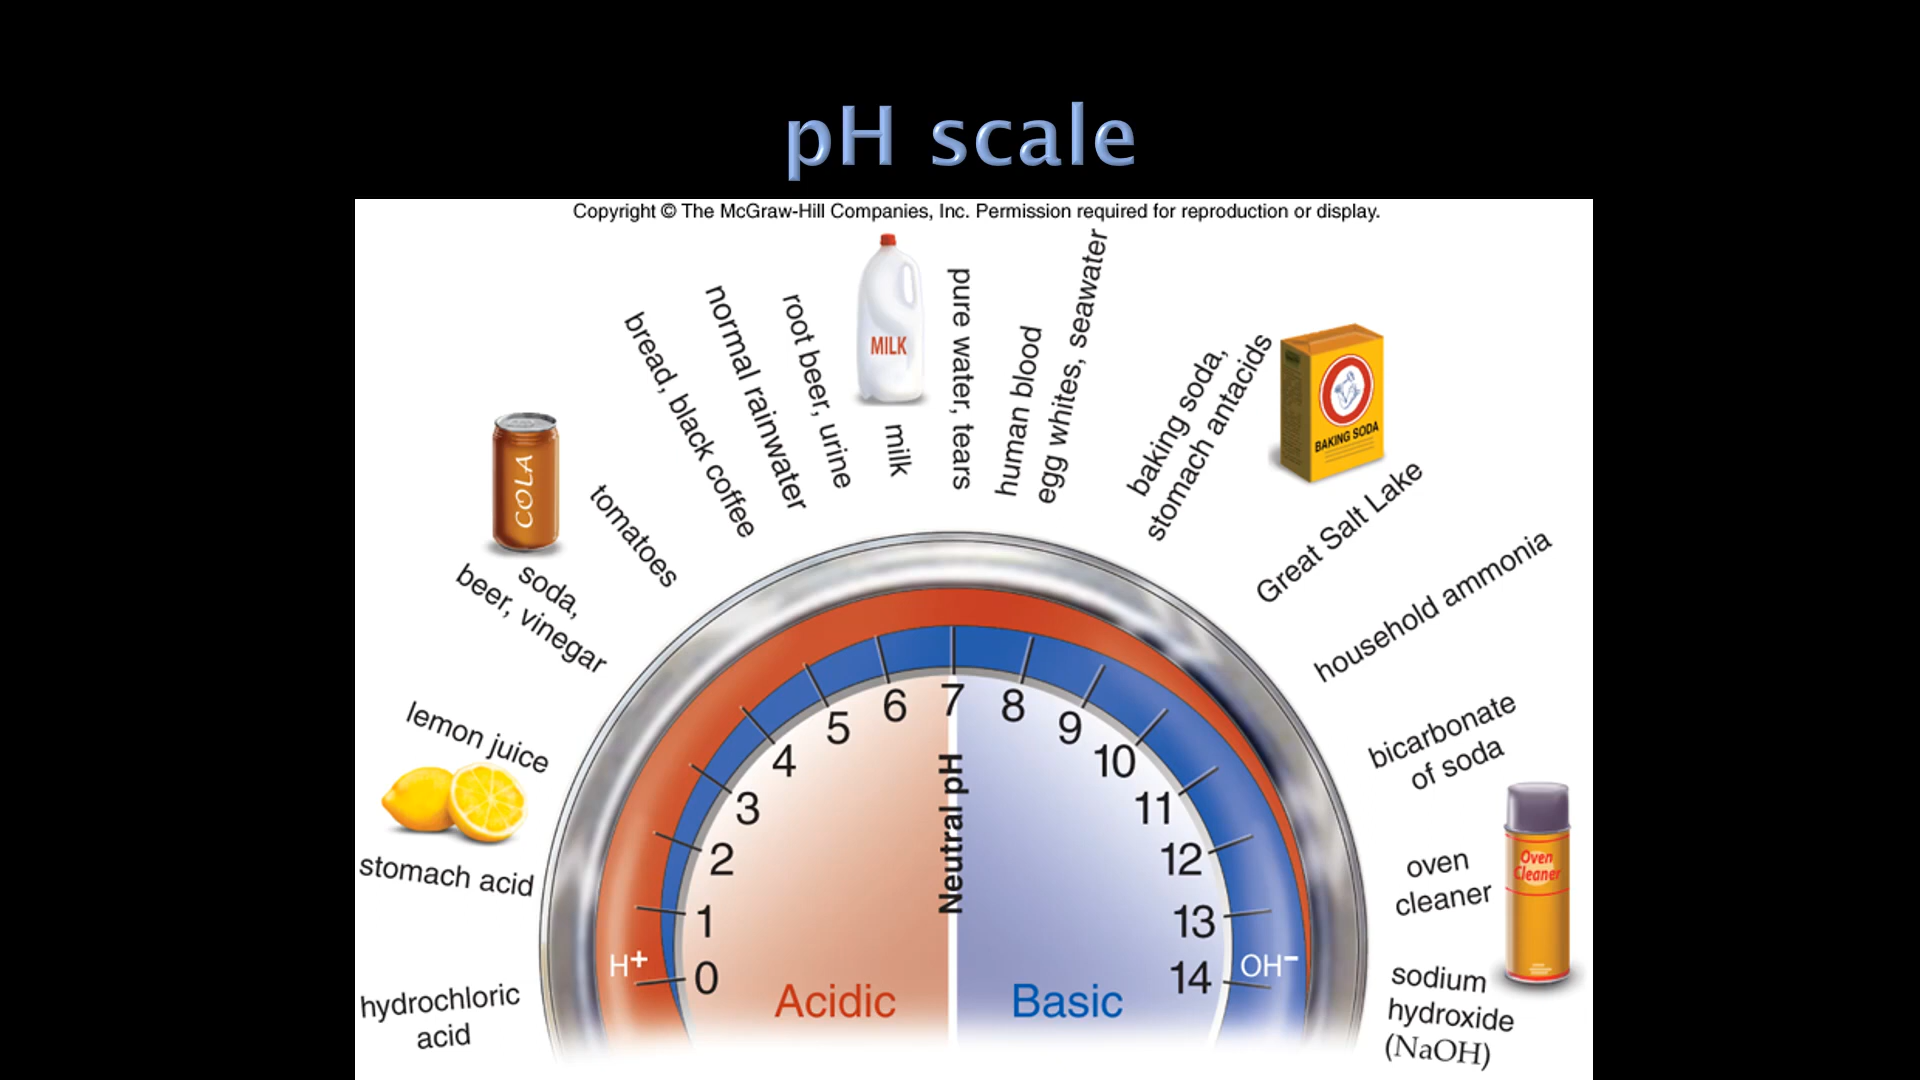 pH scale
Copyright © The McGraw-Hill Companies, Inc. Permission required for reproduction or display.
hydrochloric
acid
stomach acid
lemon juice
soda,
beer, vinegar
COLA
tomatoes
bread, black coffee
normal rainwater
root beer, urine
MILK
milk
pure water, tears
human blood
egg whites, seawater
baking soda,
stomach antacids
BAKING SODA
Great Salt Lake
household ammonia
bicarbonate
of soda
oven
cleaner
Oven
Cleaner
sodium
hydroxide
(NaOH)
0
1
2
3
4
5
6
7
8
9
10
11
12
13
14
H+
OH−
Neutral pH
Acidic
Basic